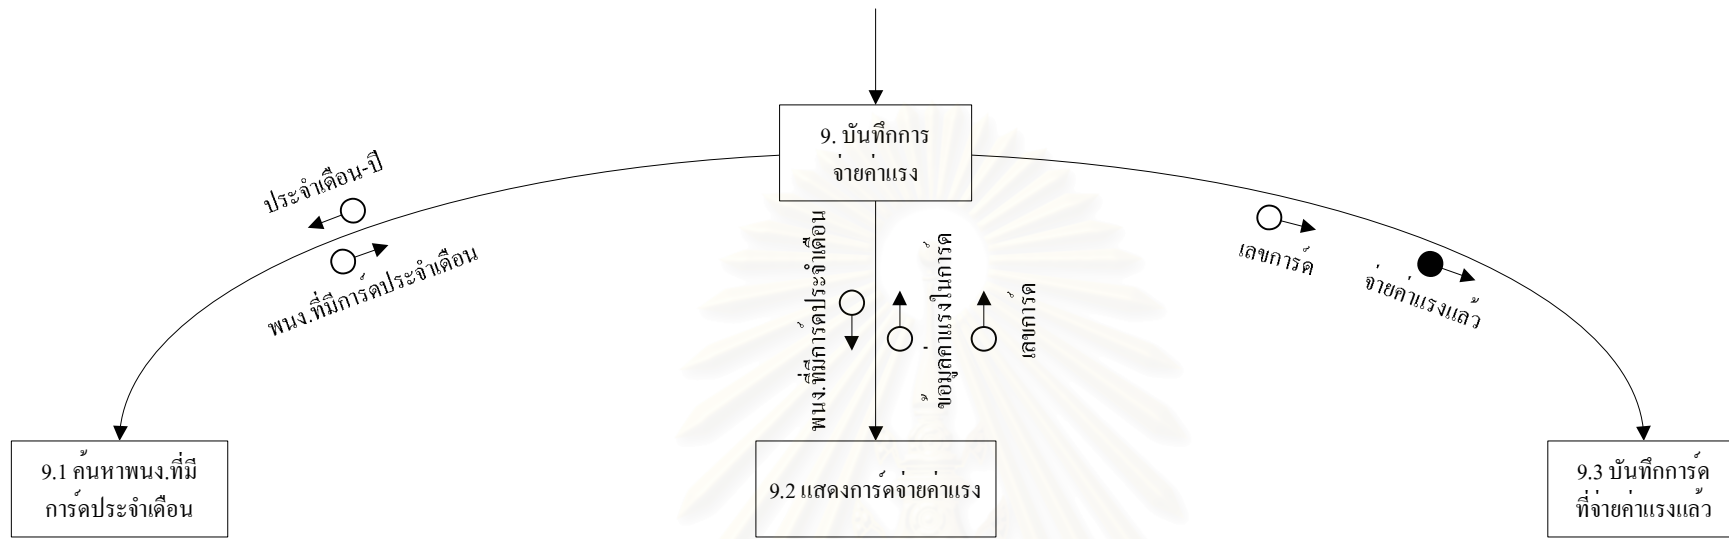 9. บันทึกการ
จ่ายค่าแรง
ประจำเดือน-ปี
พนง.ที่มีการ์ดประจำเดือน
พนง.ที่มีการ์ดประจำเดือน
ข้อมูลค่าแรงในการ์ด
เลขการ์ด
เลขการ์ด
จ่ายค่าแรงแล้ว
9.1 ค้นหาพนง.ที่มี
การ์ดประจำเดือน
9.2 แสดงการ์ดจ่ายค่าแรง
9.3 บันทึกการ์ด
ที่จ่ายค่าแรงแล้ว